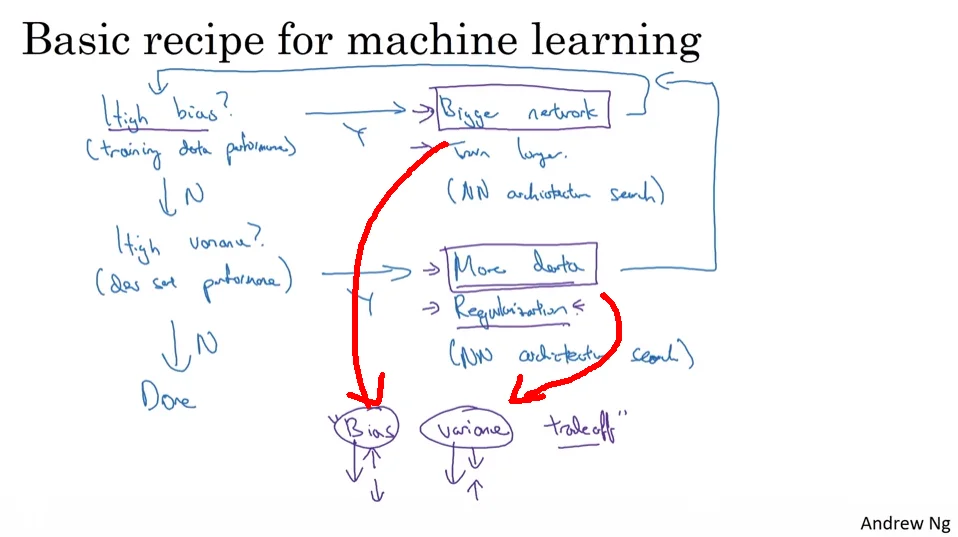 Basic recipe for machine learning
High bias?
(training data performance)
Y
Bigger network
Train longer.
(NN architecture search)
N
High variance?
(dev set performance)
Y
More data
Regularization
(NN architecture search)
N
Done
"Bias variance tradeoff"
Andrew Ng